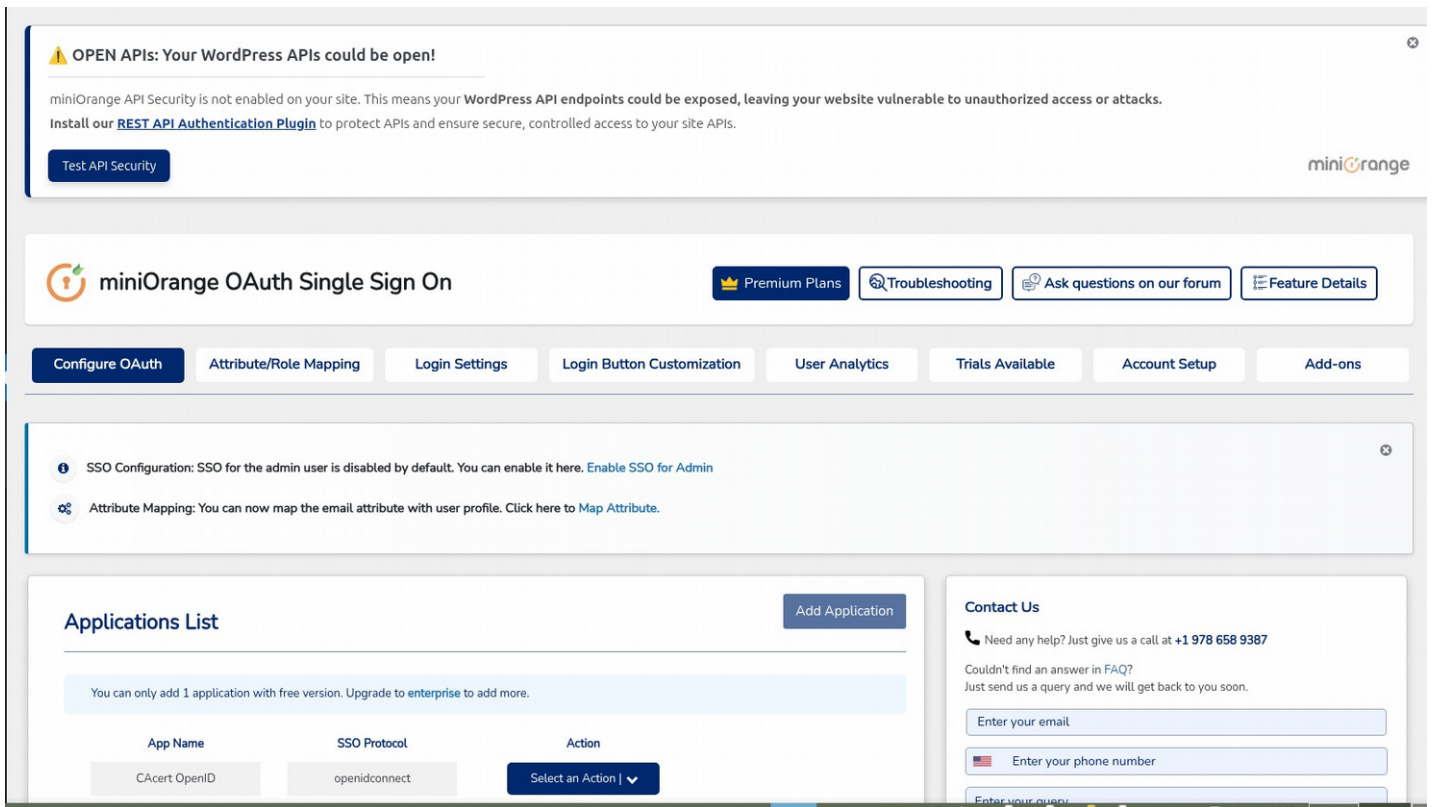 OPEN APIs: Your WordPress APIs could be open!
miniOrange API Security is not enabled on your site. This means your WordPress API endpoints could be exposed, leaving your website vulnerable to unauthorized access or attacks.
Install our REST API Authentication Plugin to protect APIs and ensure secure, controlled access to your site APIs.
Test API Security
miniOrange
miniOrange OAuth Single Sign On
Premium Plans
Troubleshooting
Ask questions on our forum
Feature Details
Configure OAuth
Attribute/Role Mapping
Login Settings
Login Button Customization
User Analytics
Trials Available
Account Setup
Add-ons
SSO Configuration: SSO for the admin user is disabled by default. You can enable it here. Enable SSO for Admin
Attribute Mapping: You can now map the email attribute with user profile. Click here to Map Attribute.
Applications List
Add Application
You can only add 1 application with free version. Upgrade to enterprise to add more.
App Name SSO Protocol Action
CAcert OpenID openidconnect Select an Action |
Contact Us
Need any help? Just give us a call at +1 978 658 9387
Couldn't find an answer in FAQ?
Just send us a query and we will get back to you soon.
Enter your email
Enter your phone number
Enter your query